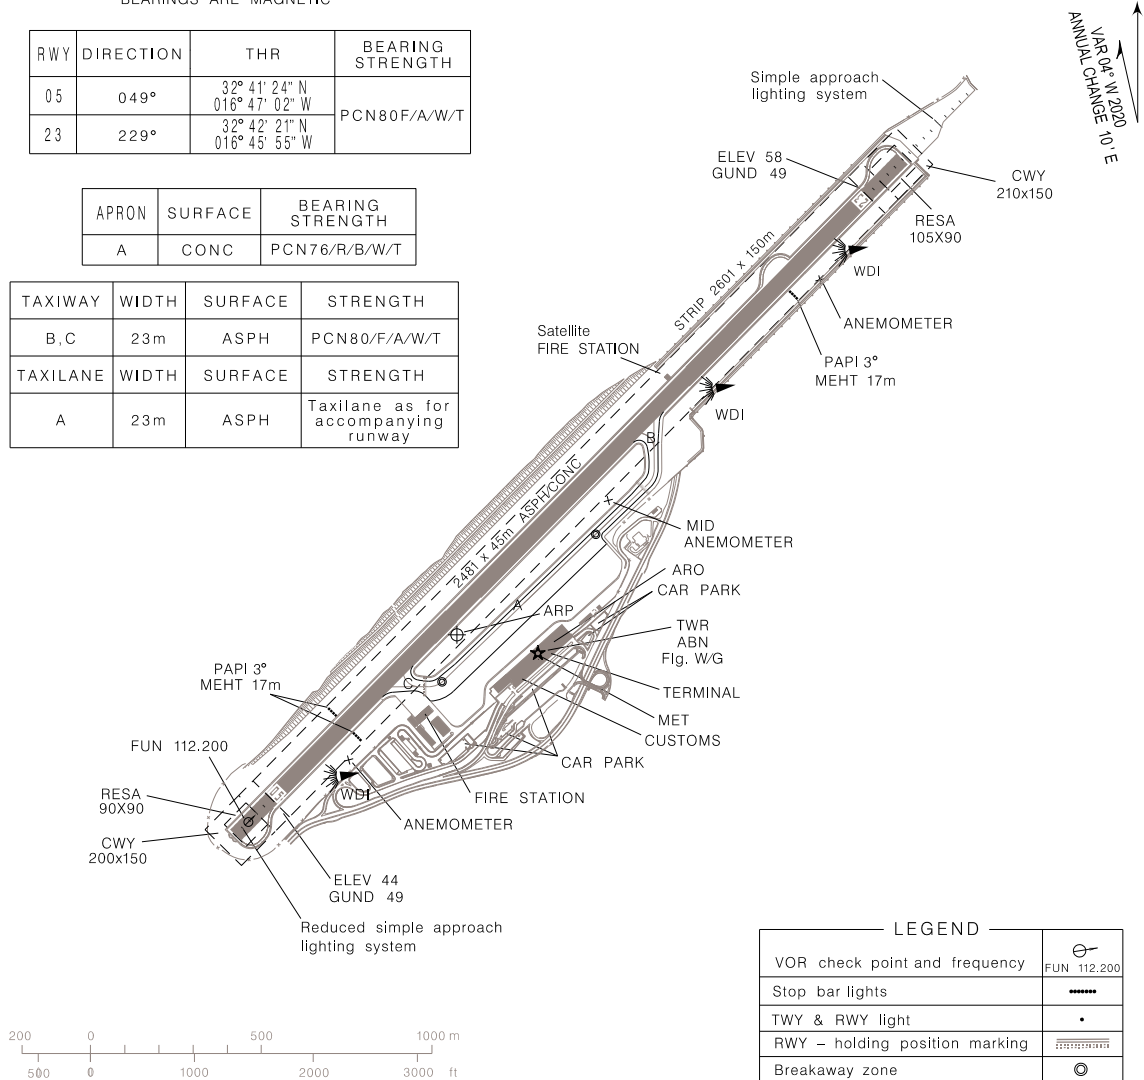 BEARINGS ARE MAGNETIC
VAR 04° W 2020
ANNUAL CHANGE 10' E
RWY DIRECTION THR BEARING STRENGTH
05 049° 32° 41' 24" N 016° 47' 02" W PCN80F/A/W/T
23 229° 32° 42' 21" N 016° 45' 55" W
APRON SURFACE BEARING STRENGTH
A CONC PCN76/R/B/W/T
TAXIWAY WIDTH SURFACE STRENGTH
B,C 23m ASPH PCN80/F/A/W/T
TAXILANE WIDTH SURFACE STRENGTH
A 23m ASPH Taxilane as for accompanying runway
Simple approach
lighting system
ELEV 58
GUND 49
CWY
210x150
RESA
105X90
23
WDI
STRIP 2601 x 150m
ANEMOMETER
Satellite
FIRE STATION
PAPI 3°
MEHT 17m
WDI
B
2481 x 45m ASPH/CONC
MID
ANEMOMETER
ARO
CAR PARK
A
ARP
TWR
ABN
Flg. W/G
PAPI 3°
MEHT 17m
C
TERMINAL
MET
CUSTOMS
FUN 112.200
CAR PARK
RESA
90X90
05
WDI
FIRE STATION
ANEMOMETER
CWY
200x150
ELEV 44
GUND 49
Reduced simple approach
lighting system
LEGEND
VOR check point and frequency FUN 112.200
Stop bar lights
TWY & RWY light
RWY – holding position marking
Breakaway zone
200 0 500 1000 m
500 0 1000 2000 3000 ft